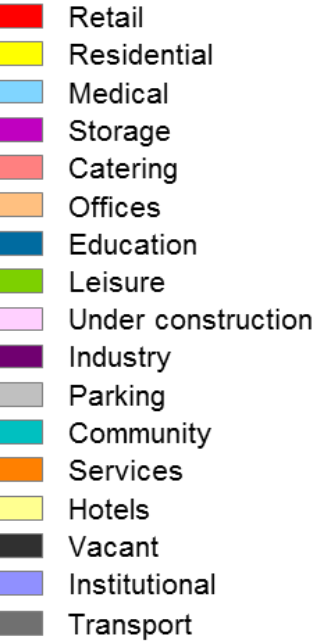 Retail
Residential
Medical
Storage
Catering
Offices
Education
Leisure
Under construction
Industry
Parking
Community
Services
Hotels
Vacant
Institutional
Transport